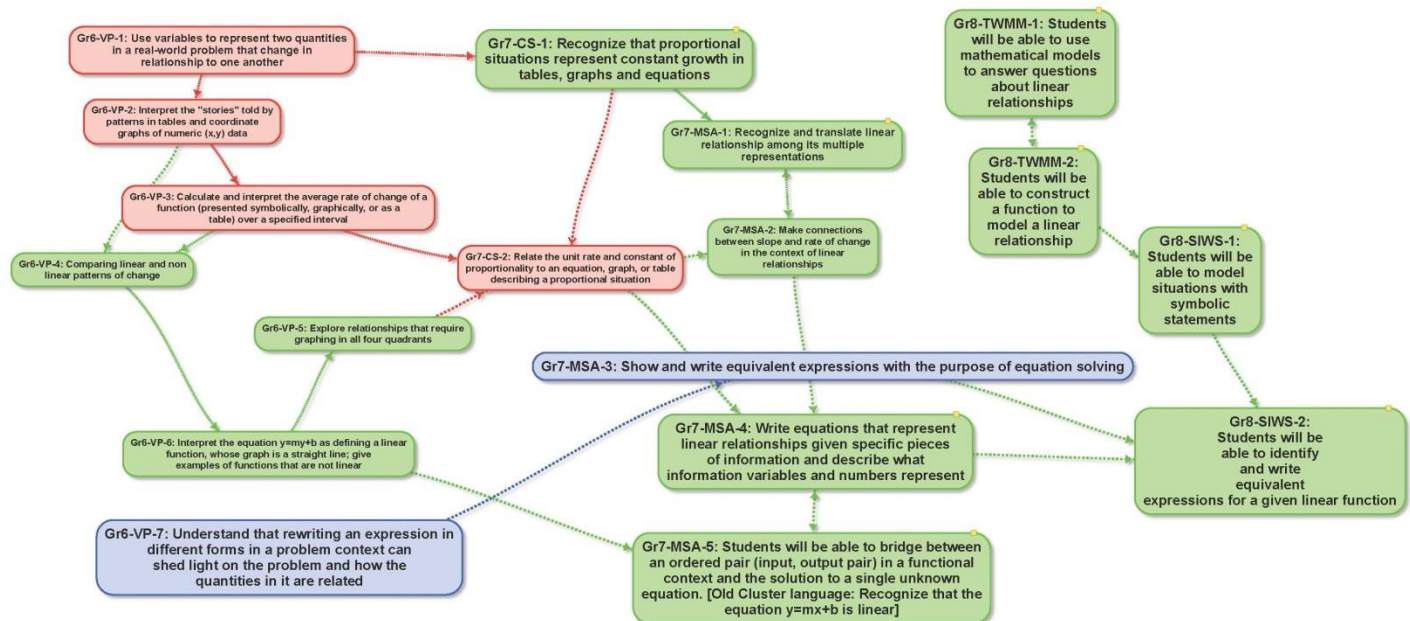 Gr6-VP-1: Use variables to represent two quantities
in a real-world problem that change in
relationship to one another
Gr7-CS-1: Recognize that proportional
situations represent constant growth in
tables, graphs and equations
Gr8-TWMM-1: Students
will be able to use
mathematical models
to answer questions
about linear
relationships
Gr6-VP-2: Interpret the "stories" told by
patterns in tables and coordinate
graphs of numeric (x,y) data
Gr7-MSA-1: Recognize and translate linear
relationship among its multiple
representations
Gr8-TWMM-2:
Students will be
able to construct
a function to
model a linear
relationship
Gr6-VP-3: Calculate and interpret the average rate of change of a
function (presented symbolically, graphically, or as a
table) over a specified interval
Gr7-MSA-2: Make connections
between slope and rate of change
in the context of linear
relationships
Gr8-SIWS-1:
Students will be
able to model
situations with
symbolic
statements
Gr6-VP-4: Comparing linear and non
linear patterns of change
Gr7-CS-2: Relate the unit rate and constant of
proportionality to an equation, graph, or table
describing a proportional situation
Gr6-VP-5: Explore relationships that require
graphing in all four quadrants
Gr7-MSA-3: Show and write equivalent expressions with the purpose of equation solving
Gr6-VP-6: Interpret the equation y=my+b as defining a linear
function, whose graph is a straight line; give
examples of functions that are not linear
Gr7-MSA-4: Write equations that represent
linear relationships given specific pieces
of information and describe what
information variables and numbers represent
Gr8-SIWS-2:
Students will be
able to identify
and write
equivalent
expressions for a given linear function
Gr6-VP-7: Understand that rewriting an expression in
different forms in a problem context can
shed light on the problem and how the
quantities in it are related
Gr7-MSA-5: Students will be able to bridge between
an ordered pair (input, output pair) in a functional
context and the solution to a single unknown
equation. [Old Cluster language: Recognize that the
equation y=mx+b is linear]